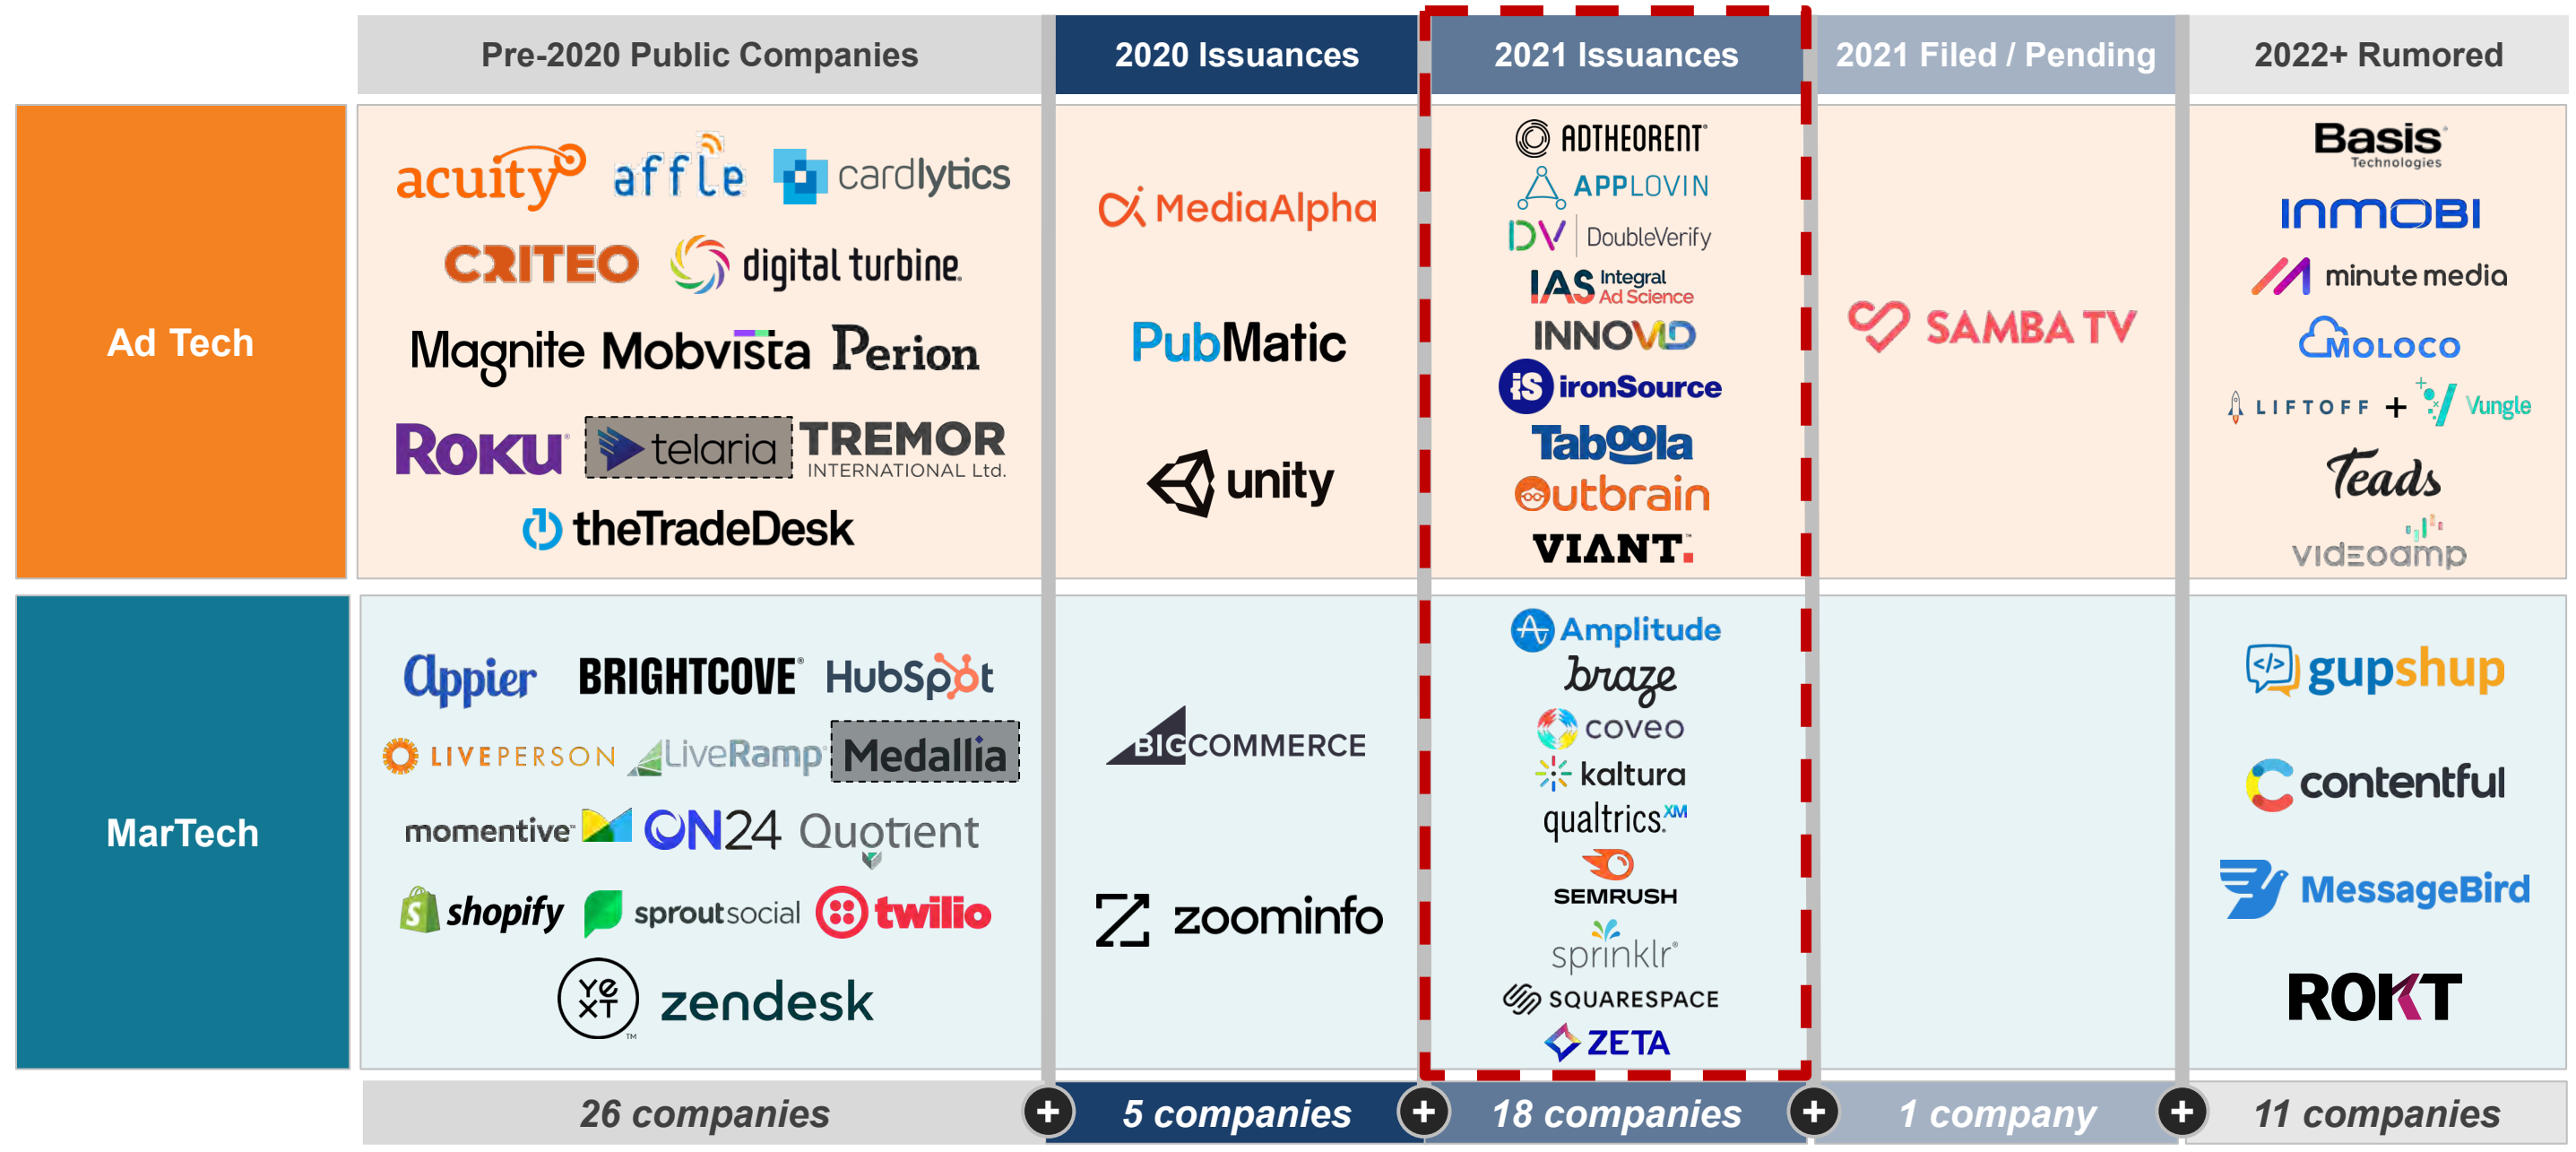 Pre-2020 Public Companies
2020 Issuances
2021 Issuances
2021 Filed / Pending
2022+ Rumored
Ad Tech
acuity
affle
cardlytics
CRITEO
digital turbine.
Magnite
Mobvista
Perion
ROKU
telaria
TREMOR
INTERNATIONAL Ltd.
theTradeDesk
MediaAlpha
PubMatic
unity
ADTHEORENT
APPLOVIN
DV DoubleVerify
IAS Integral
Ad Science
INNOVID
iS ironSource
Taboola
Outbrain
VIANT.
SAMBA TV
Basis
Technologies
INMOBI
minute media
MOLOCO
LIFTOFF + Vungle
Teads
VIDEOAMP
MarTech
Appier
BRIGHTCOVE
HubSpot
LIVEPERSON
LiveRamp
Medallia
momentive
ON24
Quotient
shopify
sproutsocial
twilio
yext
zendesk
BIGCOMMERCE
zoominfo
Amplitude
braze
coveo
kaltura
qualtrics.XM
SEMRUSH
sprinklr
SQUARESPACE
ZETA
</> gupshup
contentful
MessageBird
ROKT
26 companies
+
5 companies
+
18 companies
+
1 company
+
11 companies